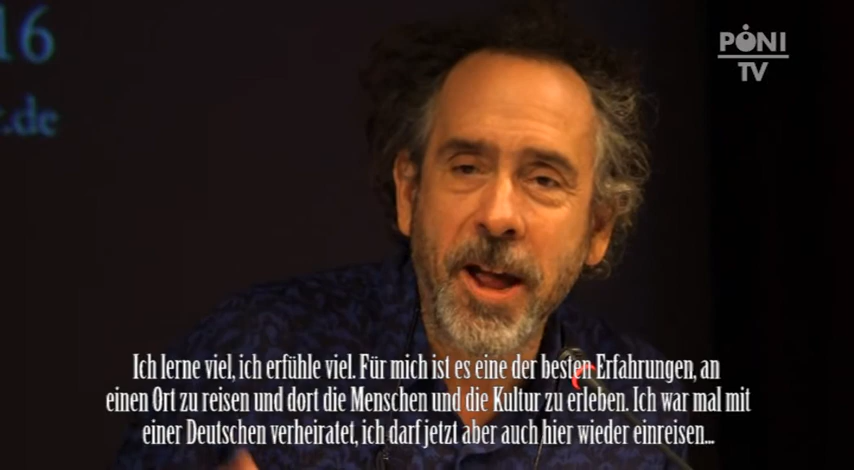 16
r.de
PÓNI
TV
Ich lerne viel, ich erfühle viel. Für mich ist es eine der besten Erfahrungen, an
einen Ort zu reisen und dort die Menschen und die Kultur zu erleben. Ich war mal mit
einer Deutschen verheiratet, ich darf jetzt aber auch hier wieder einreisen...